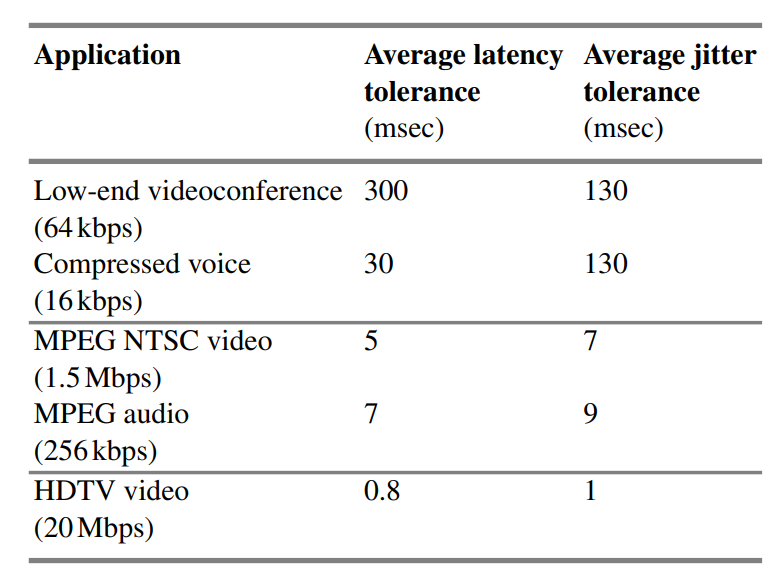 Application Average latency Average jitter
tolerance tolerance
(msec) (msec)
Low-end videoconference 300 130
(64 kbps)
Compressed voice 30 130
(16 kbps)
MPEG NTSC video 5 7
(1.5 Mbps)
MPEG audio 7 9
(256 kbps)
HDTV video 0.8 1
(20 Mbps)